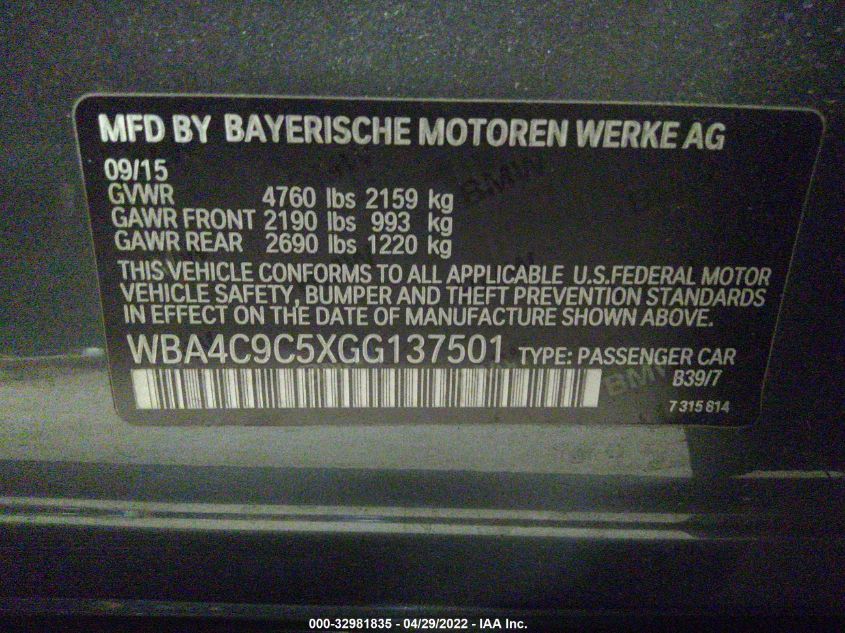 MFD BY BAYERISCHE MOTOREN WERKE AG
09/15
GVWR 4760 lbs 2159 kg
GAWR FRONT 2190 lbs 993 kg
GAWR REAR 2690 lbs 1220 kg
THIS VEHICLE CONFORMS TO ALL APPLICABLE U.S.FEDERAL MOTOR
VEHICLE SAFETY, BUMPER AND THEFT PREVENTION STANDARDS
IN EFFECT ON THE DATE OF MANUFACTURE SHOWN ABOVE.
WBA4C9C5XGG137501 TYPE: PASSENGER CAR
B39/7
BMW
7 315 614
000-32981835 - 04/29/2022 - IAA Inc.